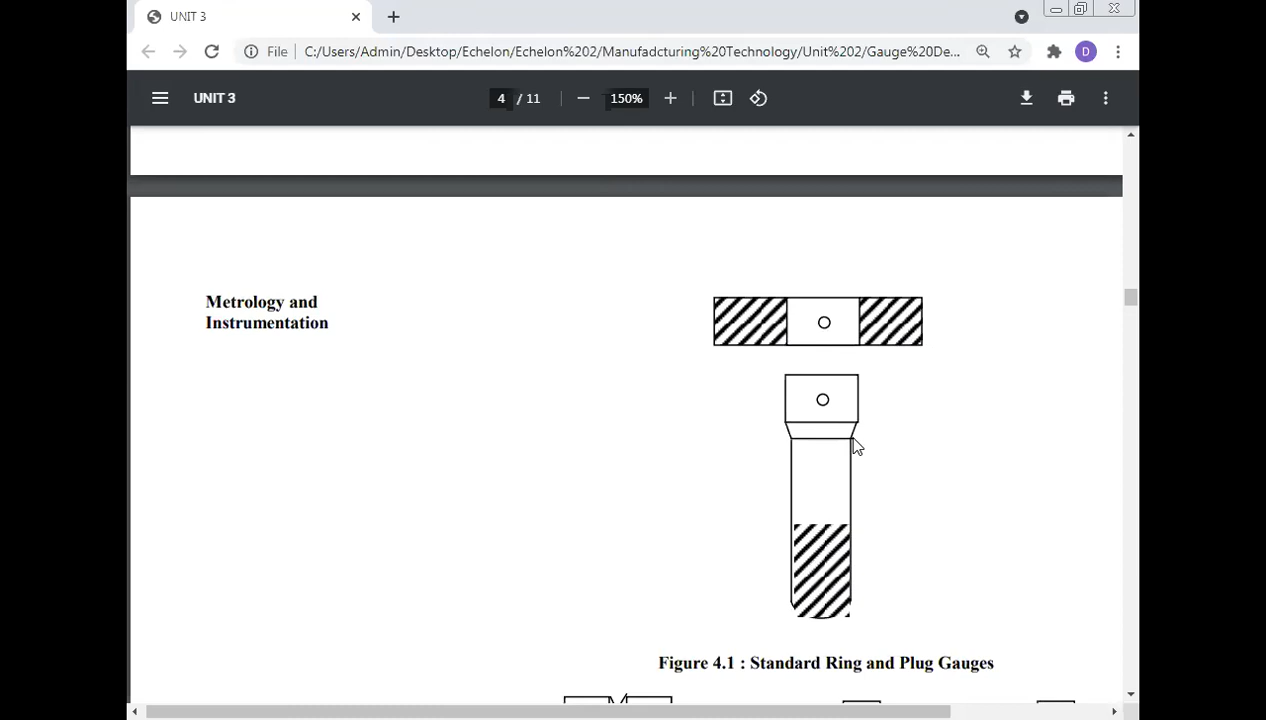 UNIT 3
File
C:/Users/Admin/Desktop/Echelon/Echelon%202/Manufadcturing%20Technology/Unit%202/Gauge%20De...
D
UNIT 3
4 / 11
150%
Metrology and
Instrumentation
Figure 4.1 : Standard Ring and Plug Gauges